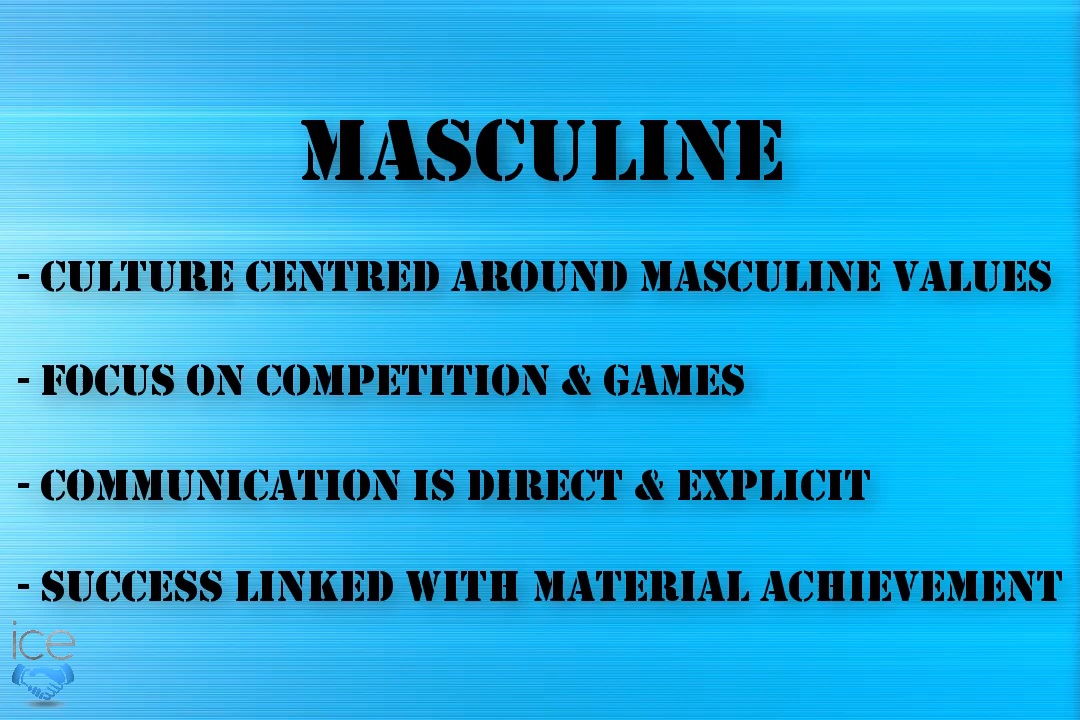 MASCULINE
- CULTURE CENTRED AROUND MASCULINE VALUES
- FOCUS ON COMPETITION & GAMES
- COMMUNICATION IS DIRECT & EXPLICIT
- SUCCESS LINKED WITH MATERIAL ACHIEVEMENT
ice